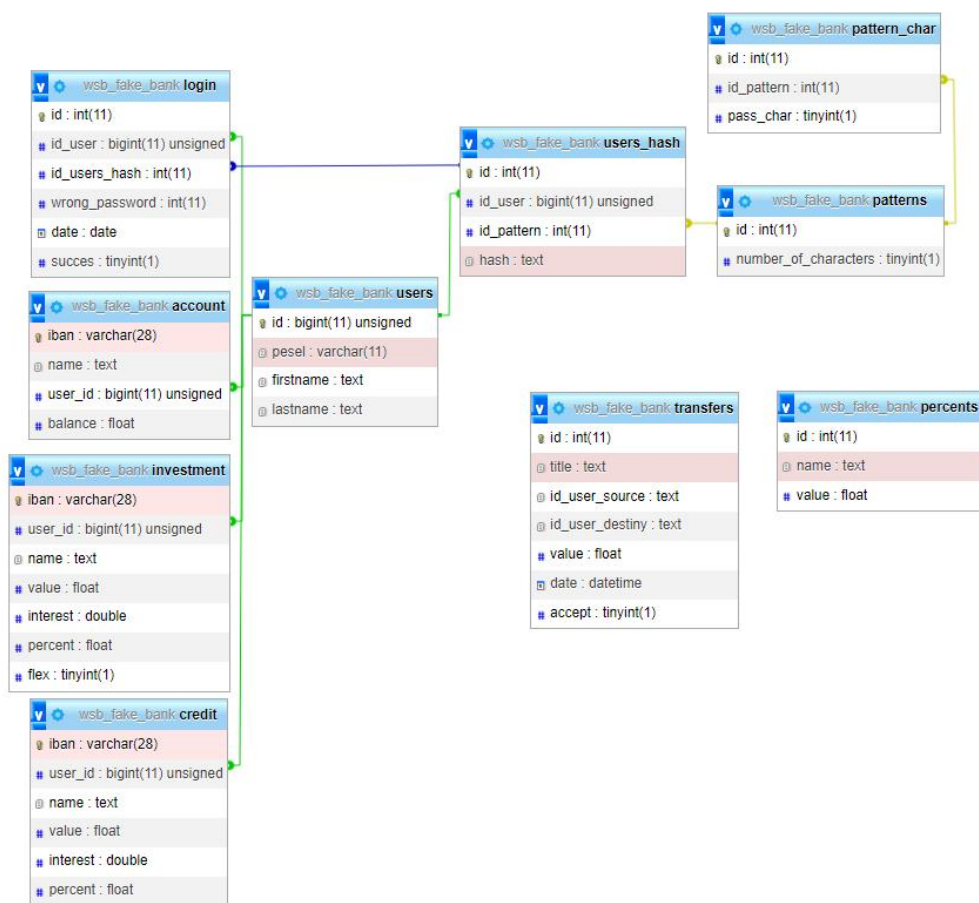 wsb_fake_bank pattern_char
id : int(11)
# id_pattern : int(11)
# pass_char : tinyint(1)
wsb_fake_bank login
id : int(11)
# id_user : bigint(11) unsigned
# id_users_hash : int(11)
# wrong_password : int(11)
date : date
# succes : tinyint(1)
wsb_fake_bank users_hash
id : int(11)
# id_user : bigint(11) unsigned
# id_pattern : int(11)
hash : text
wsb_fake_bank patterns
id : int(11)
# number_of_characters : tinyint(1)
wsb_fake_bank users
id : bigint(11) unsigned
pesel : varchar(11)
firstname : text
lastname : text
wsb_fake_bank account
iban : varchar(28)
name : text
# user_id : bigint(11) unsigned
# balance : float
wsb_fake_bank transfers
id : int(11)
title : text
id_user_source : text
id_user_destiny : text
# value : float
date : datetime
# accept : tinyint(1)
wsb_fake_bank percents
id : int(11)
name : text
# value : float
wsb_fake_bank investment
iban : varchar(28)
# user_id : bigint(11) unsigned
name : text
# value : float
# interest : double
# percent : float
# flex : tinyint(1)
wsb_fake_bank credit
iban : varchar(28)
# user_id : bigint(11) unsigned
name : text
# value : float
# interest : double
# percent : float